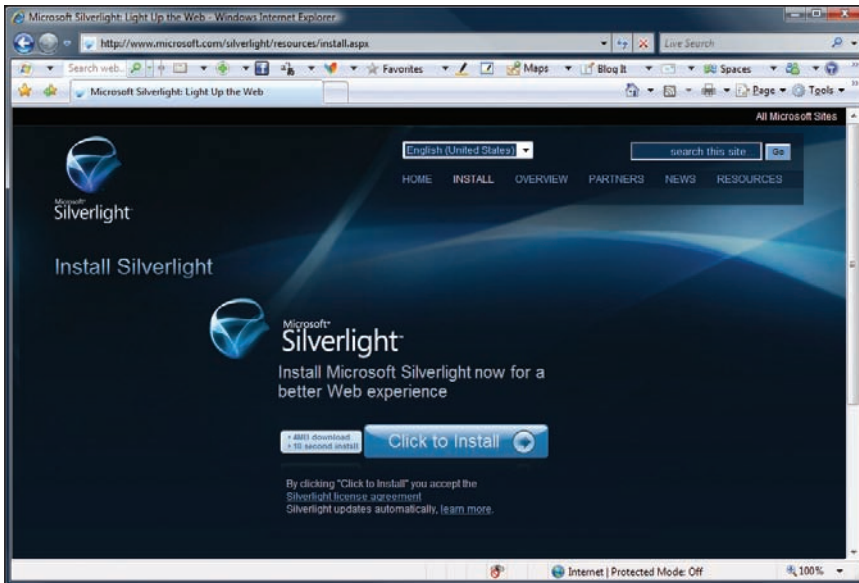 Microsoft Silverlight: Light Up the Web - Windows Internet Explorer
http://www.microsoft.com/silverlight/resources/install.aspx
Live Search
Search web...
Favorites
Maps
Blog It
Spaces
Microsoft Silverlight: Light Up the Web
Page
Tools
All Microsoft Sites
English (United States)
search this site
Go
HOME INSTALL OVERVIEW PARTNERS NEWS RESOURCES
Microsoft®
Silverlight™
Install Silverlight
Microsoft®
Silverlight™
Install Microsoft Silverlight now for a
better Web experience
• 4MB download
• 10 second install
Click to Install
By clicking "Click to Install" you accept the
Silverlight license agreement
Silverlight updates automatically, learn more.
Internet | Protected Mode: Off
100%